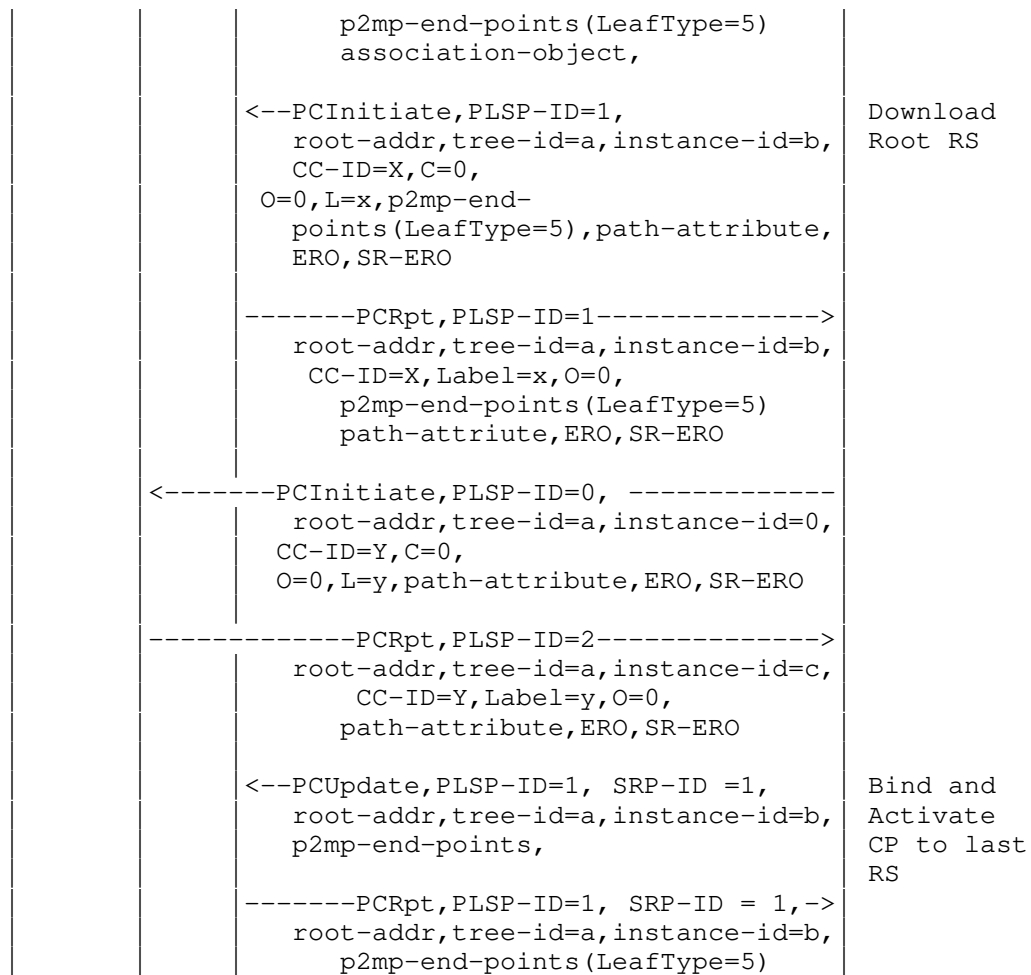 p2mp-end-points(LeafType=5)
association-object,
<--PCInitiate,PLSP-ID=1, Download
root-addr,tree-id=a,instance-id=b, Root RS
CC-ID=X,C=0,
O=0,L=x,p2mp-end-
points(LeafType=5),path-attribute,
ERO,SR-ERO
-------PCRpt,PLSP-ID=1-------------->
root-addr,tree-id=a,instance-id=b,
CC-ID=X,Label=x,O=0,
p2mp-end-points(LeafType=5)
path-attriute,ERO,SR-ERO
<-------PCInitiate,PLSP-ID=0, -------------
root-addr,tree-id=a,instance-id=0,
CC-ID=Y,C=0,
O=0,L=y,path-attribute,ERO,SR-ERO
-------------PCRpt,PLSP-ID=2-------------->
root-addr,tree-id=a,instance-id=c,
CC-ID=Y,Label=y,O=0,
path-attribute,ERO,SR-ERO
<--PCUpdate,PLSP-ID=1, SRP-ID =1, Bind and
root-addr,tree-id=a,instance-id=b, Activate
p2mp-end-points, CP to last
RS
-------PCRpt,PLSP-ID=1, SRP-ID = 1,->
root-addr,tree-id=a,instance-id=b,
p2mp-end-points(LeafType=5)